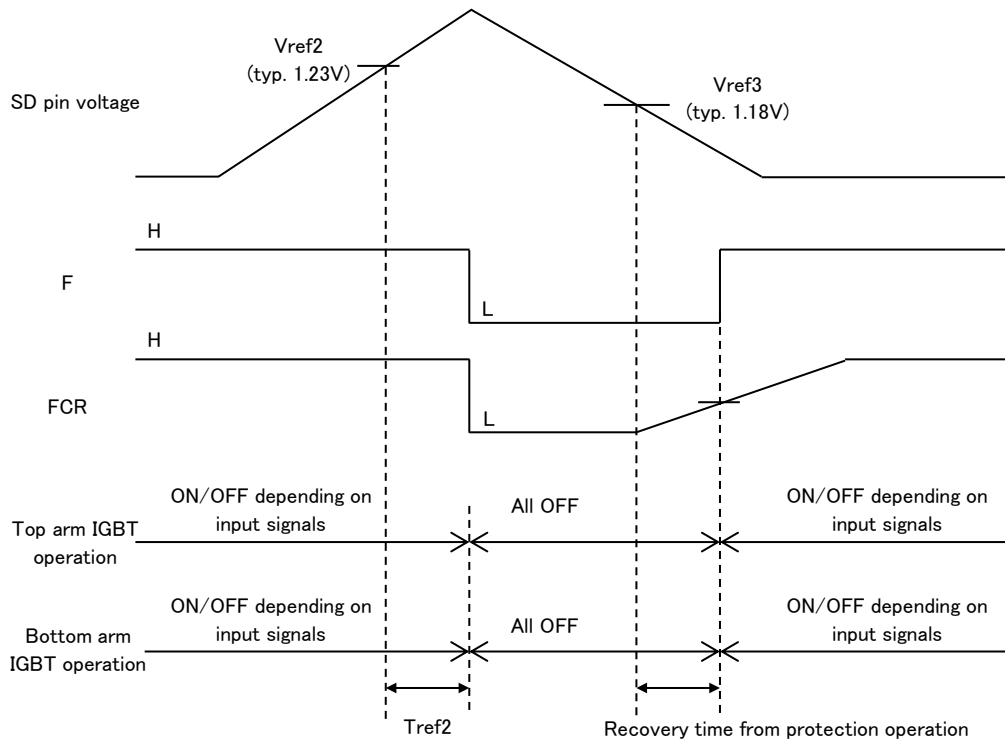 Vref2
(typ. 1.23V)
SD pin voltage
Vref3
(typ. 1.18V)
H
F
L
H
FCR
L
ON/OFF depending on
input signals
All OFF
ON/OFF depending on
input signals
Top arm IGBT
operation
ON/OFF depending on
input signals
All OFF
ON/OFF depending on
input signals
Bottom arm
IGBT operation
Tref2
Recovery time from protection operation